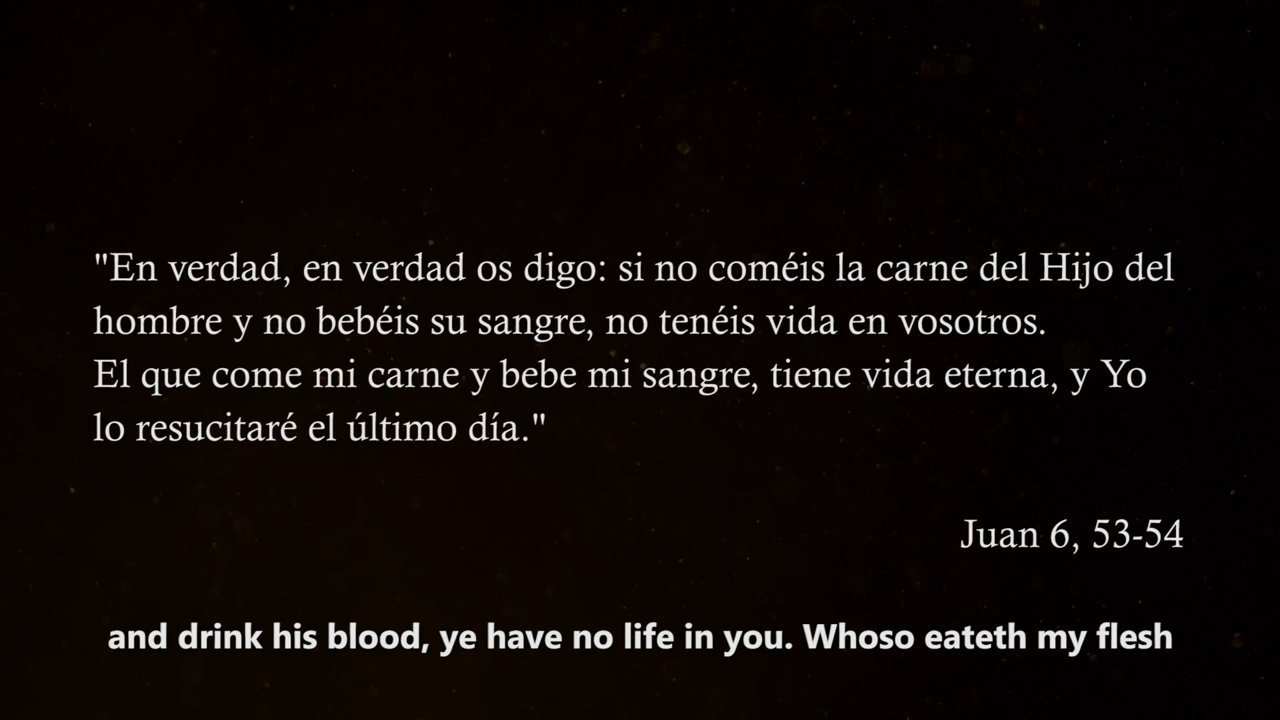 "En verdad, en verdad os digo: si no coméis la carne del Hijo del
hombre y no bebéis su sangre, no tenéis vida en vosotros.
El que come mi carne y bebe mi sangre, tiene vida eterna, y Yo
lo resucitaré el último día."
Juan 6, 53-54
and drink his blood, ye have no life in you. Whoso eateth my flesh